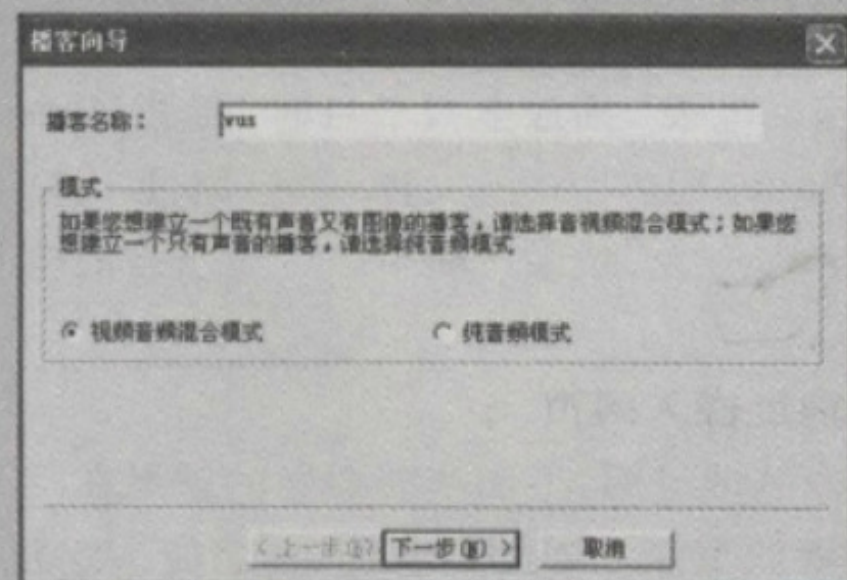 播客向导
播客名称：
vus
模式
如果您想建立一个既有声音又有图像的播客，请选择音视频混合模式；如果您
想建立一个只有声音的播客，请选择纯音频模式
视频音频混合模式
纯音频模式
< 上一步(B)
下一步(N) >
取消